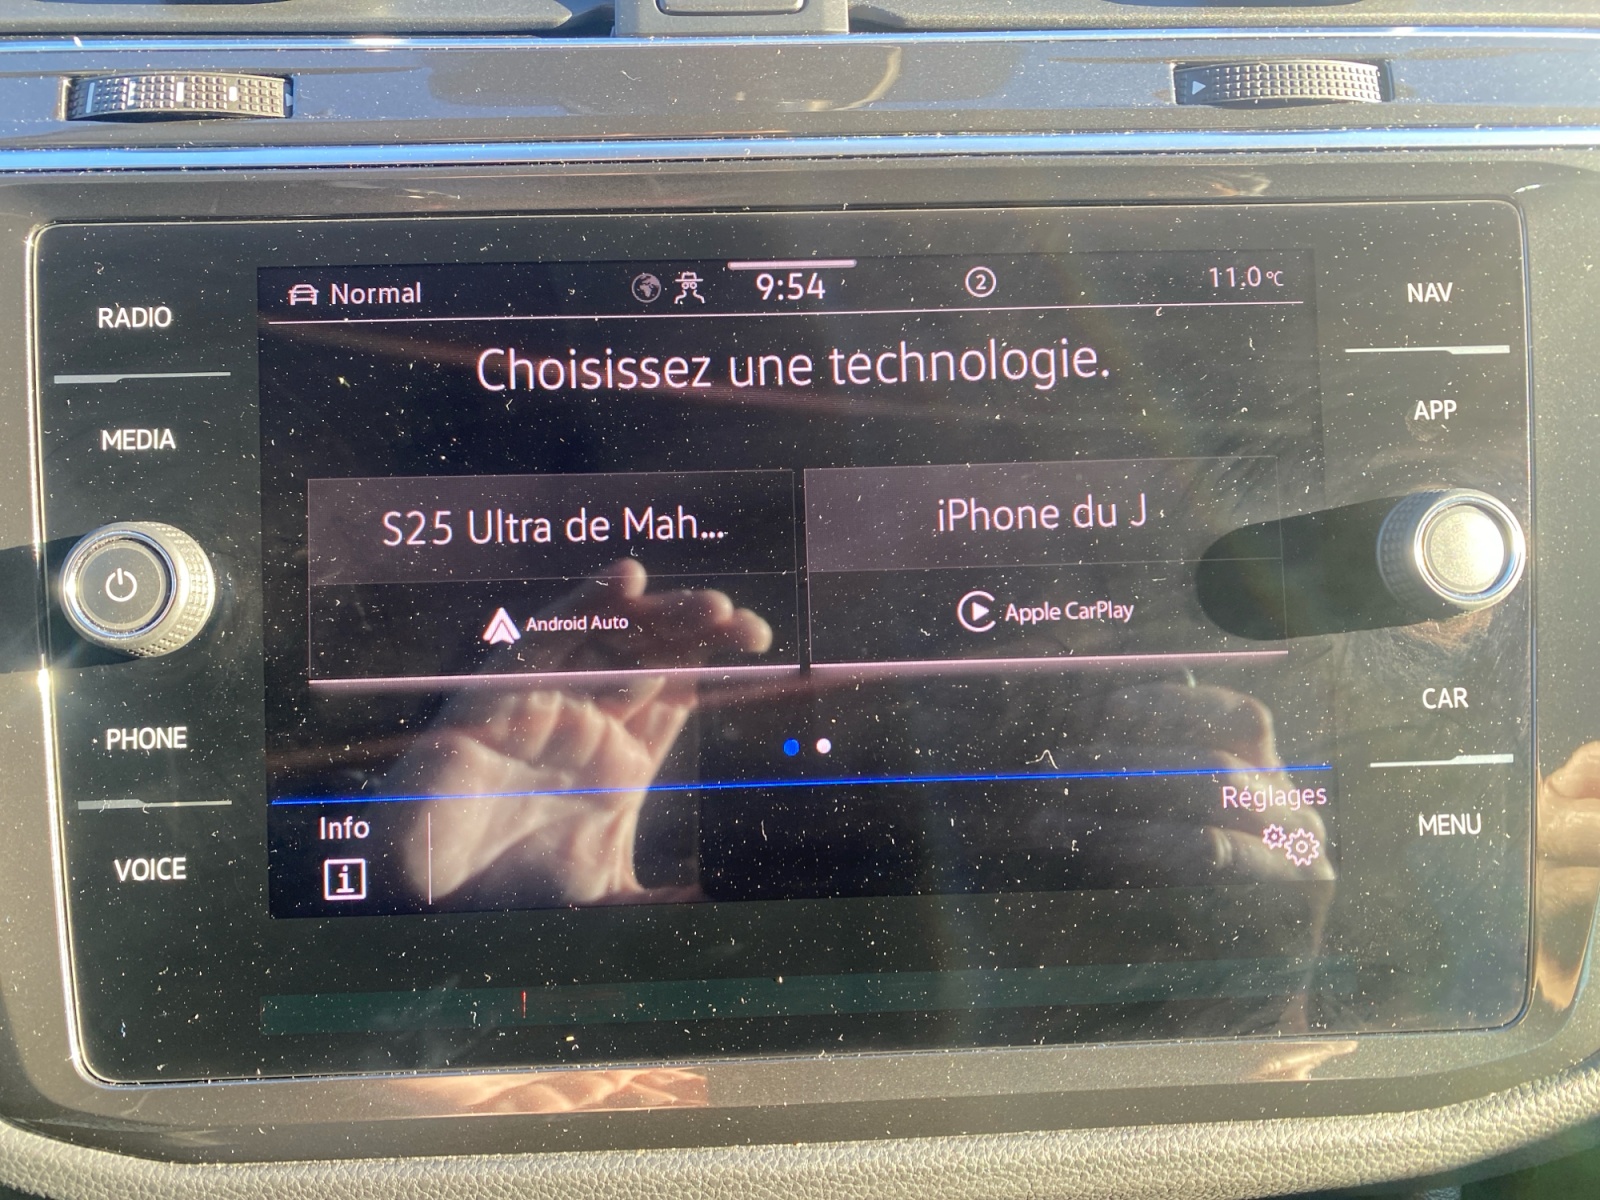 RADIO
MEDIA
PHONE
VOICE
Normal
9:54
2
11.0 °C
Choisissez une technologie.
S25 Ultra de Mah...
Android Auto
iPhone du J
Apple CarPlay
Info
i
Réglages
NAV
APP
CAR
MENU